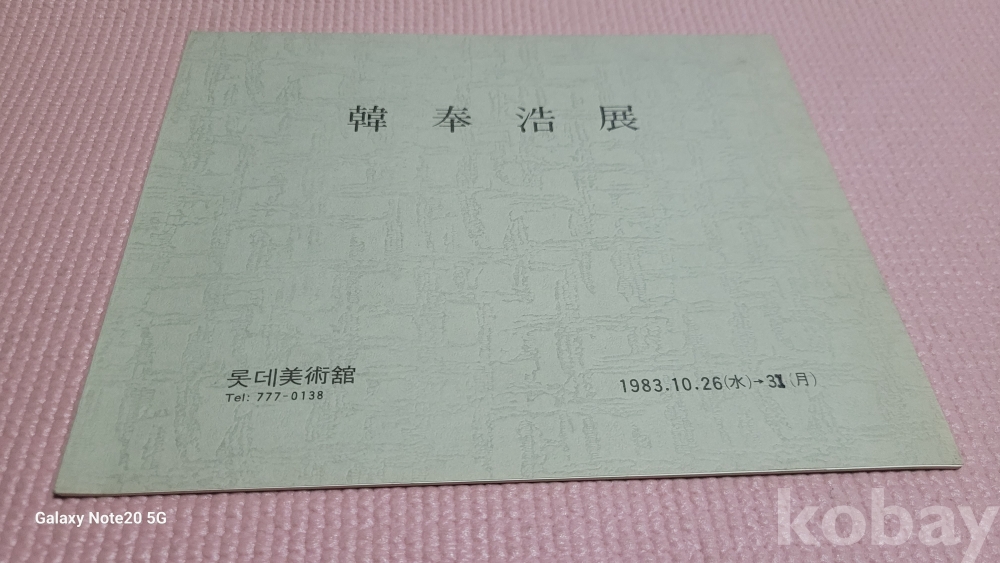 韓奉浩展
롯데美術舘
Tel: 777-0138
1983.10.26(水)→31(月)
Galaxy Note20 5G
kobay